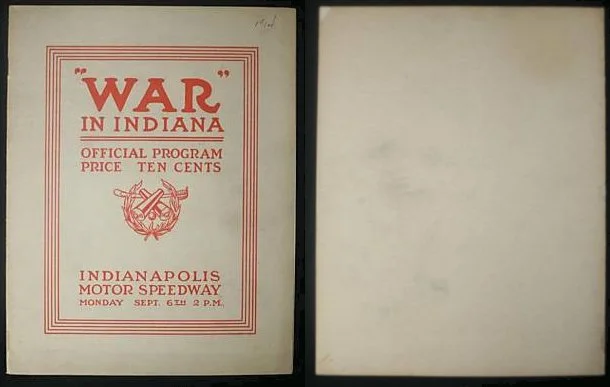 "WAR"
IN INDIANA
OFFICIAL PROGRAM
PRICE TEN CENTS
INDIANAPOLIS
MOTOR SPEEDWAY
MONDAY SEPT. 6TH 2 P.M.